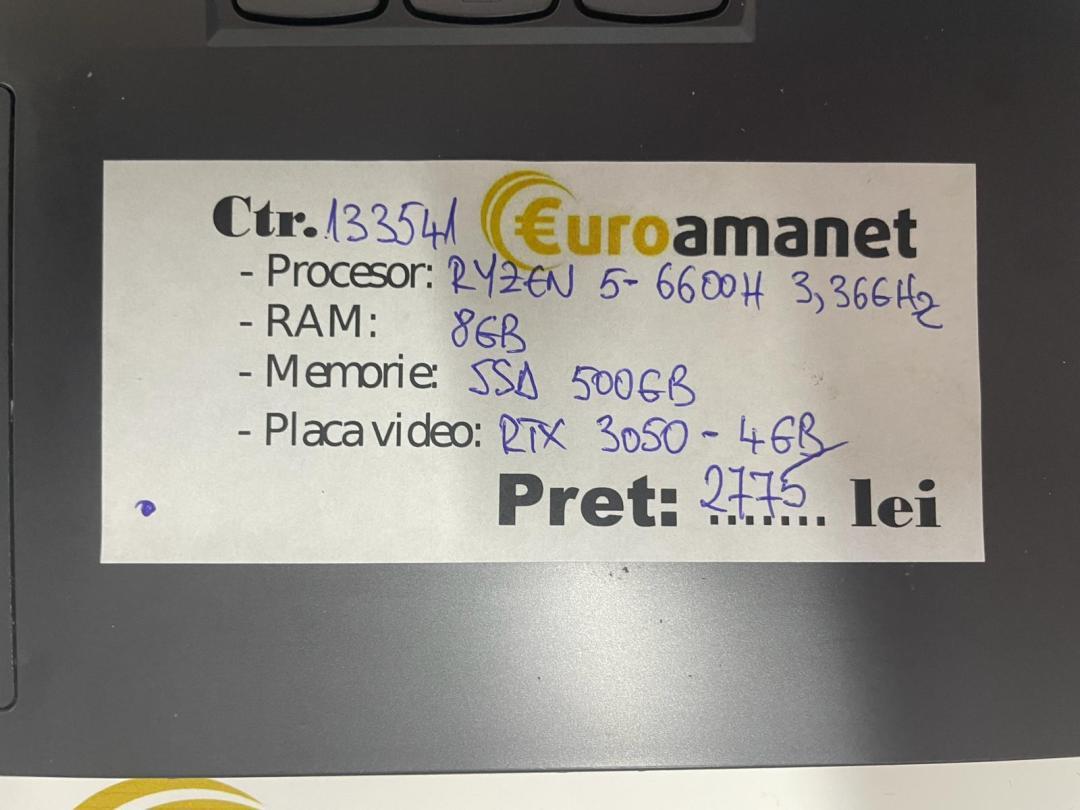 Ctr. 133541 €uroamanet
- Procesor: RYZEN 5- 6600H 3,36GHz
- RAM: 8GB
- Memorie: SSD 500GB
- Placa video: RTX 3050 - 4GB
Pret: 2775 lei